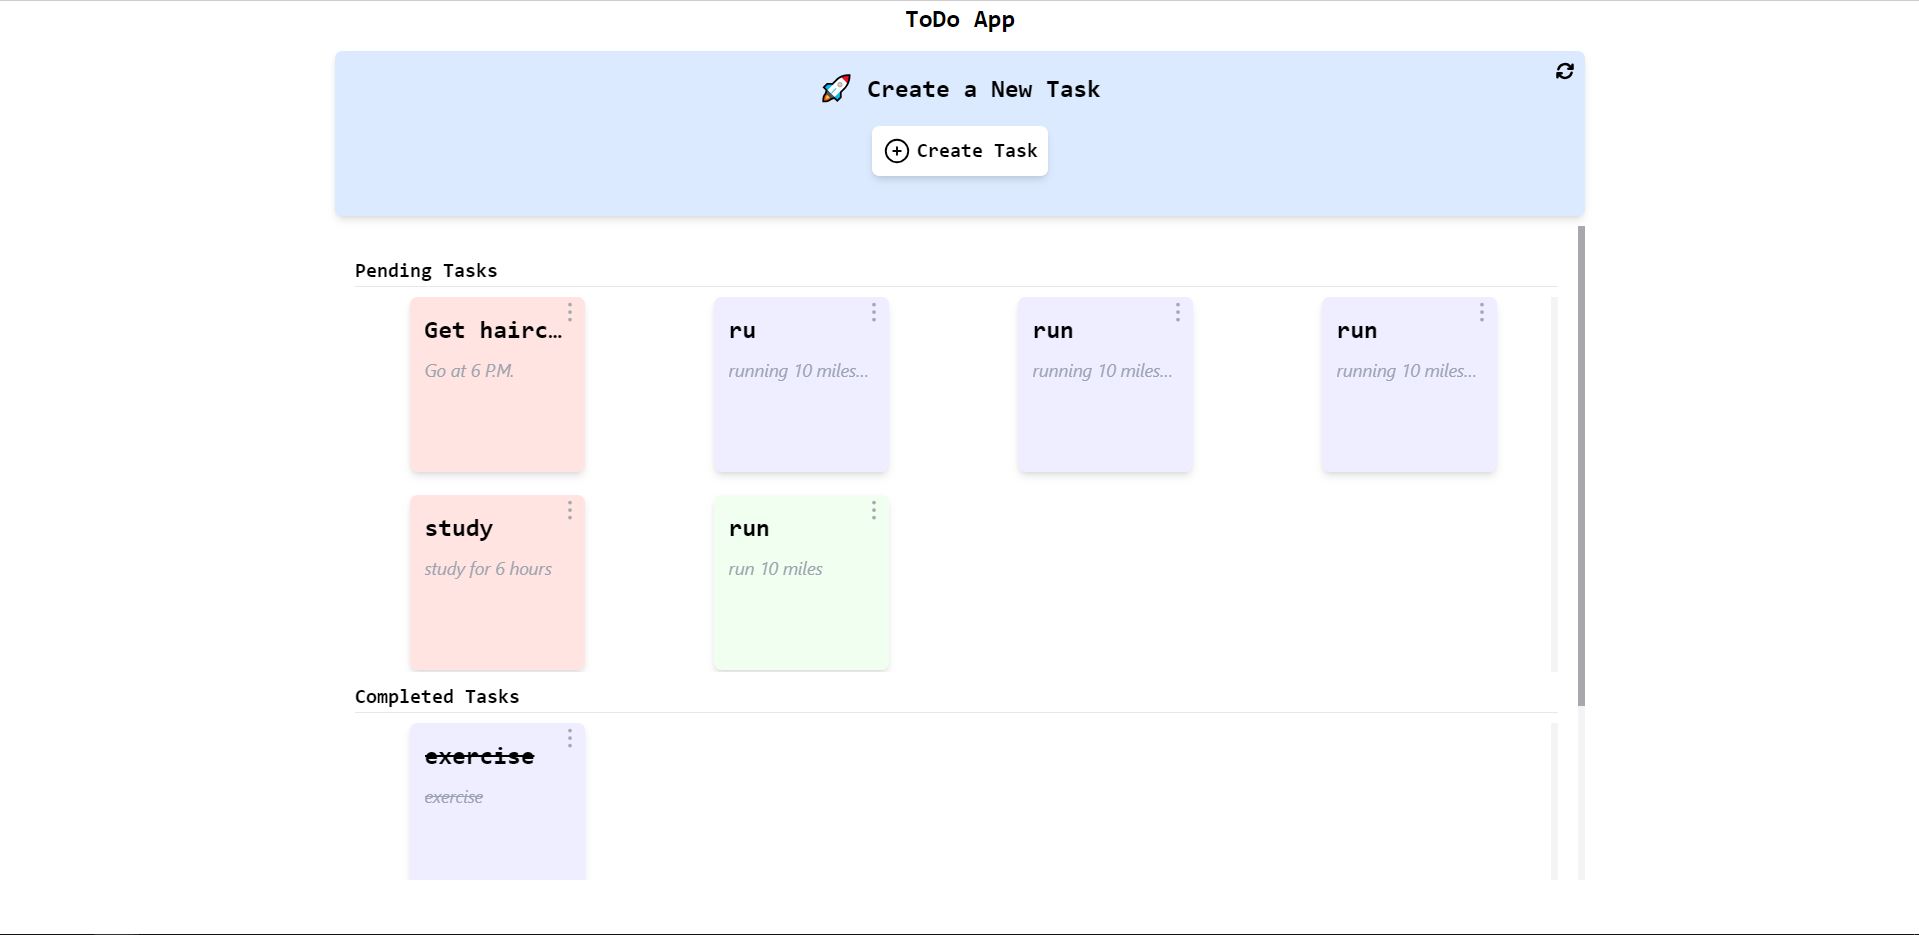 ToDo App
🚀 Create a New Task
Create Task
Pending Tasks
Get hairc…
Go at 6 P.M.
ru
running 10 miles...
run
running 10 miles...
run
running 10 miles...
study
study for 6 hours
run
run 10 miles
Completed Tasks
exercise
exercise